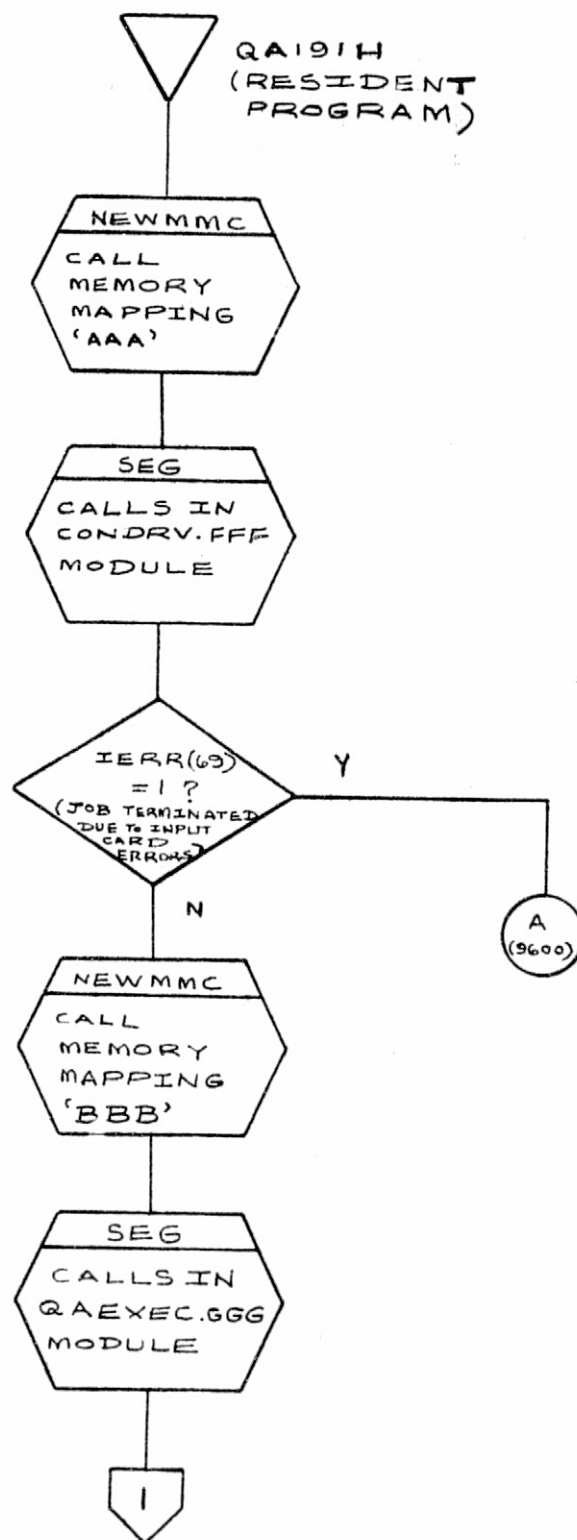 QA191H
(RESIDENT
PROGRAM)
NEWMMC
CALL
MEMORY
MAPPING
'AAA'
SEG
CALLS IN
CONDRV.FFF
MODULE
IERR(69)
=1 ?
(JOB TERMINATED
DUE TO INPUT
CARD
ERRORS)
Y
A
(9600)
N
NEWMMC
CALL
MEMORY
MAPPING
'BBB'
SEG
CALLS IN
QAEXEC.GGG
MODULE
1